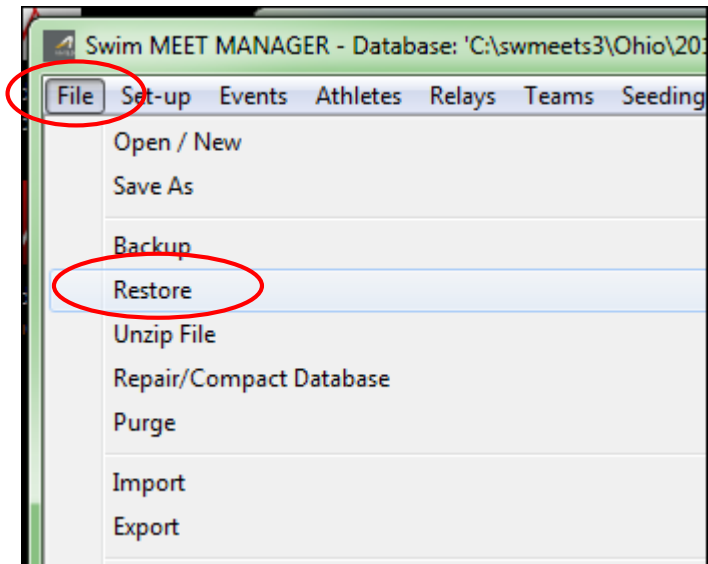 Swim MEET MANAGER - Database: 'C:\swmeets3\Ohio\201
File Set-up Events Athletes Relays Teams Seeding
Open / New
Save As
Backup
Restore
Unzip File
Repair/Compact Database
Purge
Import
Export